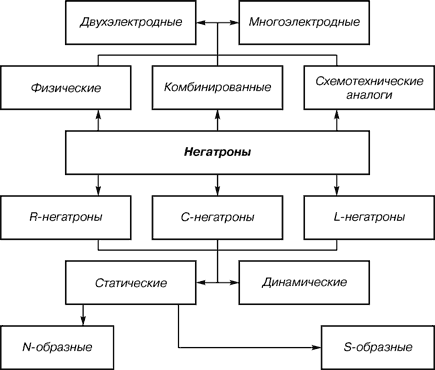 Двухэлектродные
Многоэлектродные
Физические
Комбинированные
Схемотехнические
аналоги
Негатроны
R-негатроны
C-негатроны
L-негатроны
Статические
Динамические
N-образные
S-образные